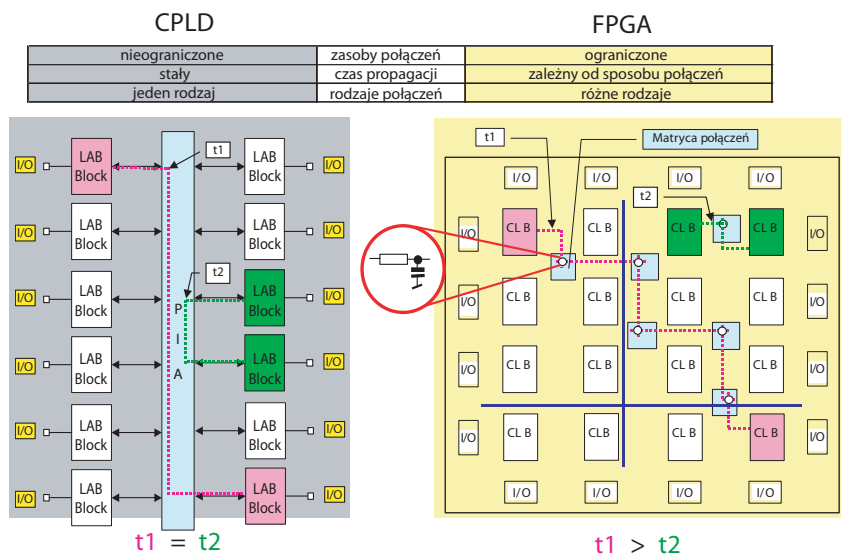 CPLD FPGA
nieograniczone zasoby połączeń ograniczone
stały czas propagacji zależny od sposobu połączeń
jeden rodzaj rodzaje połączeń różne rodzaje
I/O LAB Block t1 LAB Block I/O
I/O LAB Block LAB Block I/O
I/O LAB Block t2 LAB Block I/O
P I A
I/O LAB Block LAB Block I/O
I/O LAB Block LAB Block I/O
I/O LAB Block LAB Block I/O
t1 = t2
t1 Matryca połączeń
I/O I/O I/O I/O
t2
I/O CL B CL B CL B CL B I/O
I/O CL B CL B CL B CL B I/O
I/O CL B CL B CL B CL B I/O
I/O CL B CL B CL B CL B I/O
I/O I/O I/O I/O
t1 > t2